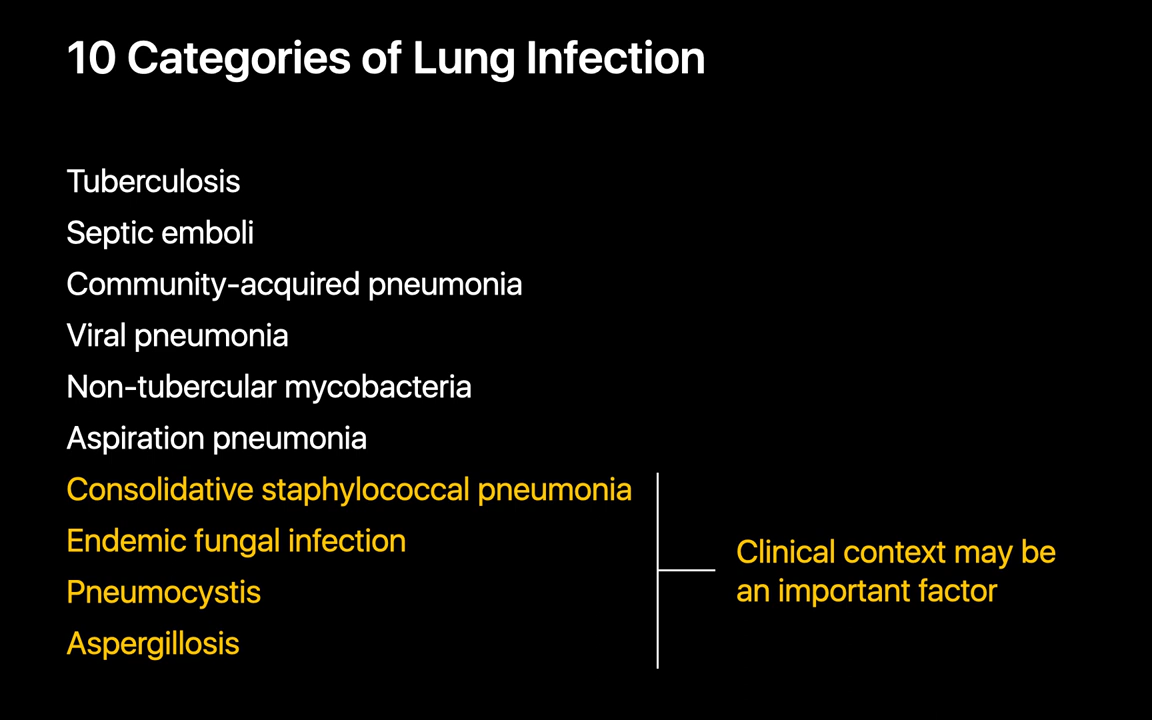 10 Categories of Lung Infection
Tuberculosis
Septic emboli
Community-acquired pneumonia
Viral pneumonia
Non-tubercular mycobacteria
Aspiration pneumonia
Consolidative staphylococcal pneumonia
Endemic fungal infection
Pneumocystis
Aspergillosis
Clinical context may be
an important factor